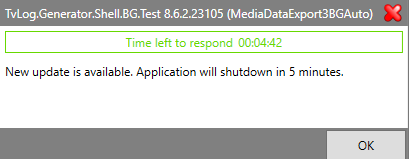 TvLog.Generator.Shell.BG.Test 8.6.2.23105 (MediaDataExport3BGAuto)
Time left to respond 00:04:42
New update is available. Application will shutdown in 5 minutes.
OK